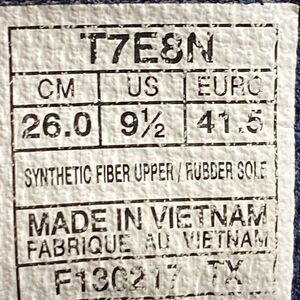 T7E8N
CM US EURO
26.0 9½ 41.5
SYNTHETIC FIBER UPPER / RUBBER SOLE
MADE IN VIETNAM
FABRIQUE AU VIETNAM
F130217 TX